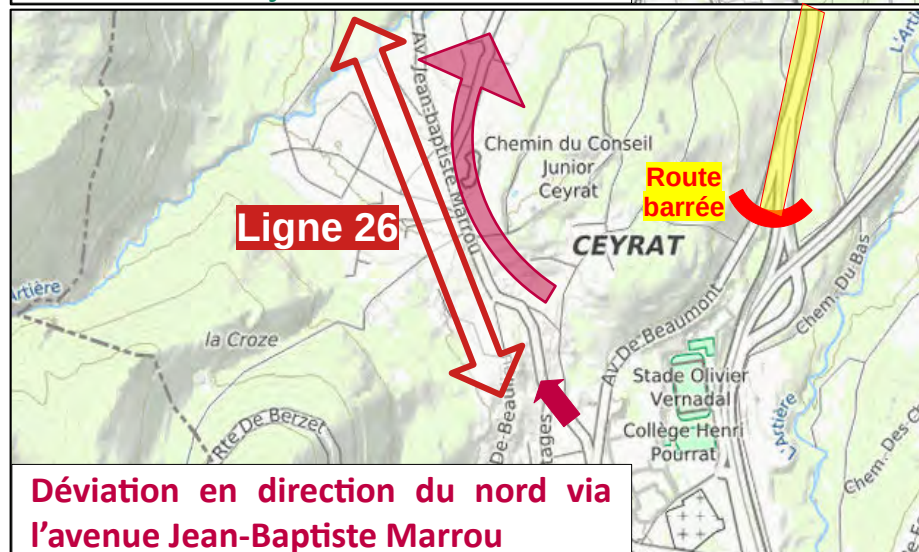 L'Arti
Av. Jean-baptiste Marrou
Chemin du Conseil
Junior
Ceyrat
Route
barrée
Ligne 26
CEYRAT
Artière
la Croze
Chem. Du Bas
Av. De Beaumont
Stade Olivier
Vernadal
Collège Henri
Pourrat
L'Artière
Rte De Berzet
De Beaum
tages
Chem. Des C
Déviation en direction du nord via
l'avenue Jean-Baptiste Marrou